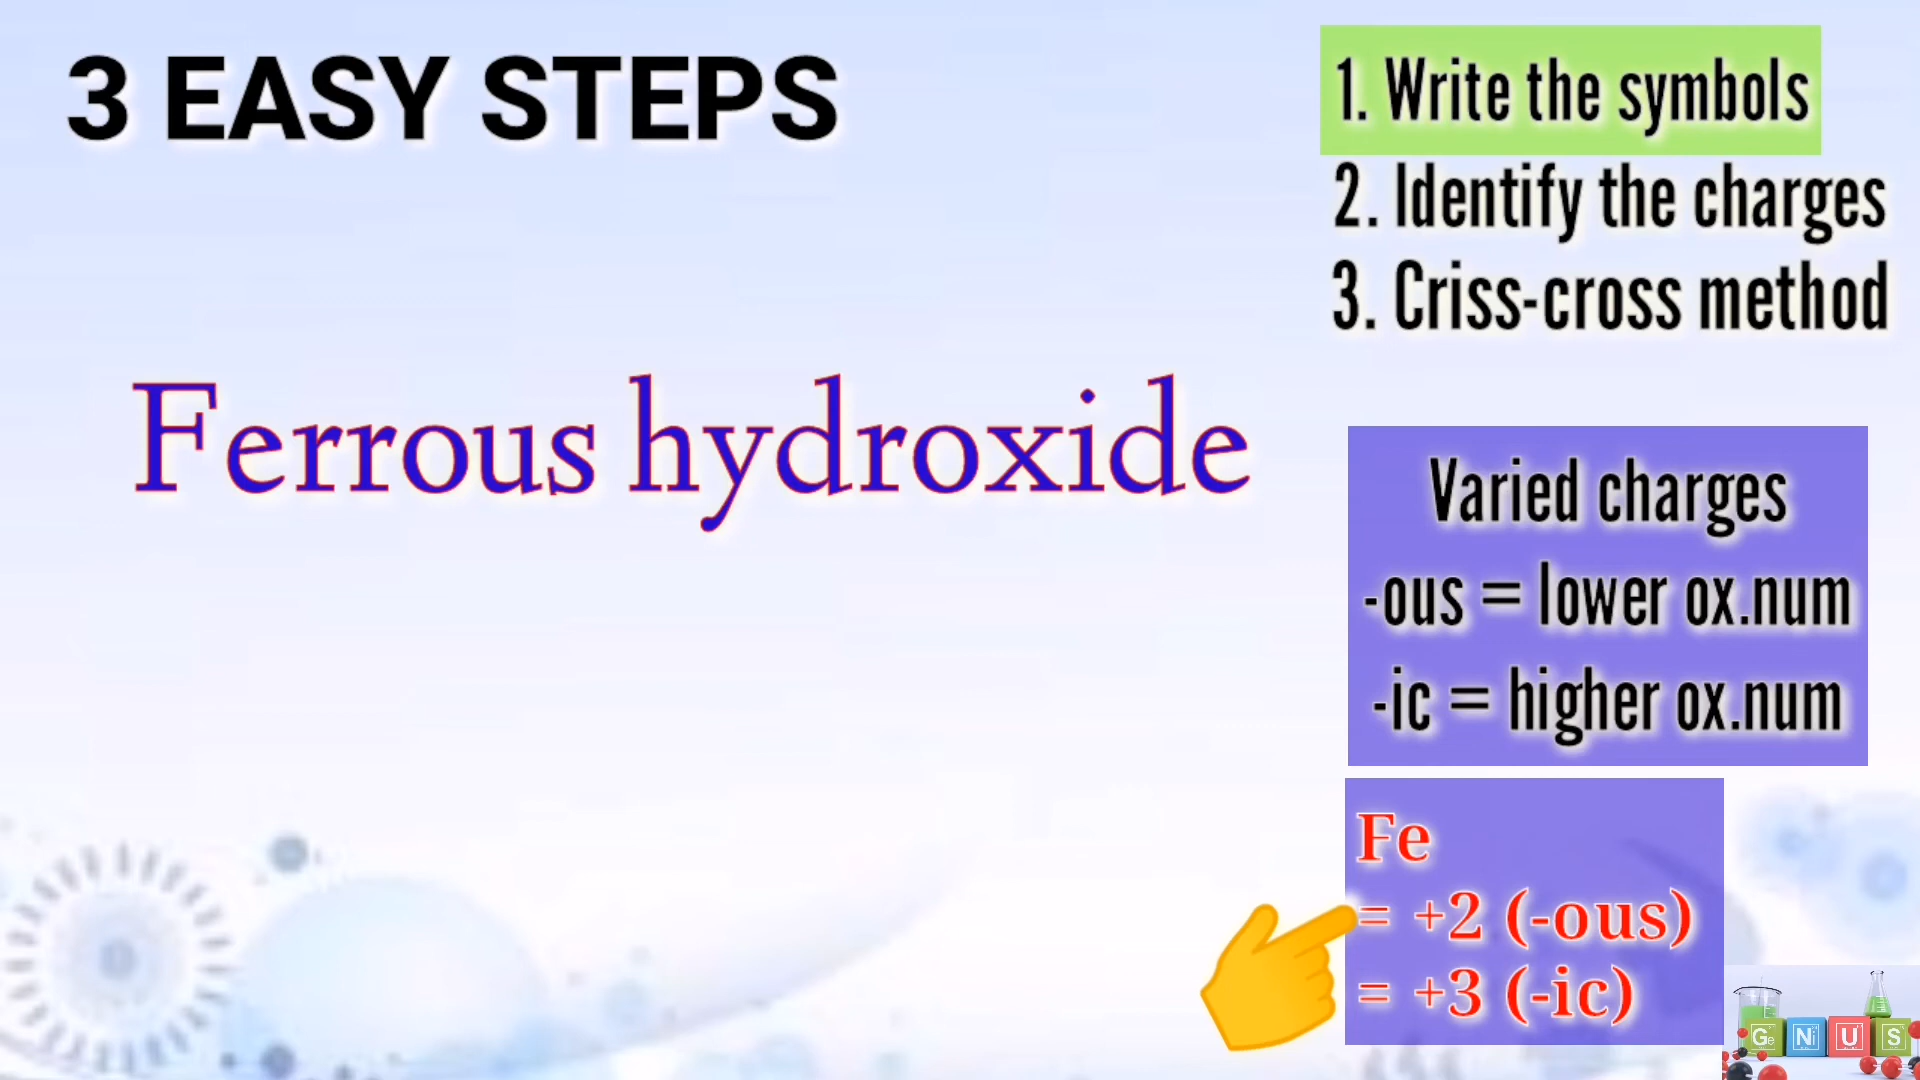 3 EASY STEPS
1. Write the symbols
2. Identify the charges
3. Criss-cross method
Ferrous hydroxide
Varied charges
-ous = lower ox.num
-ic = higher ox.num
Fe
= +2 (-ous)
= +3 (-ic)
Ge Ni U S